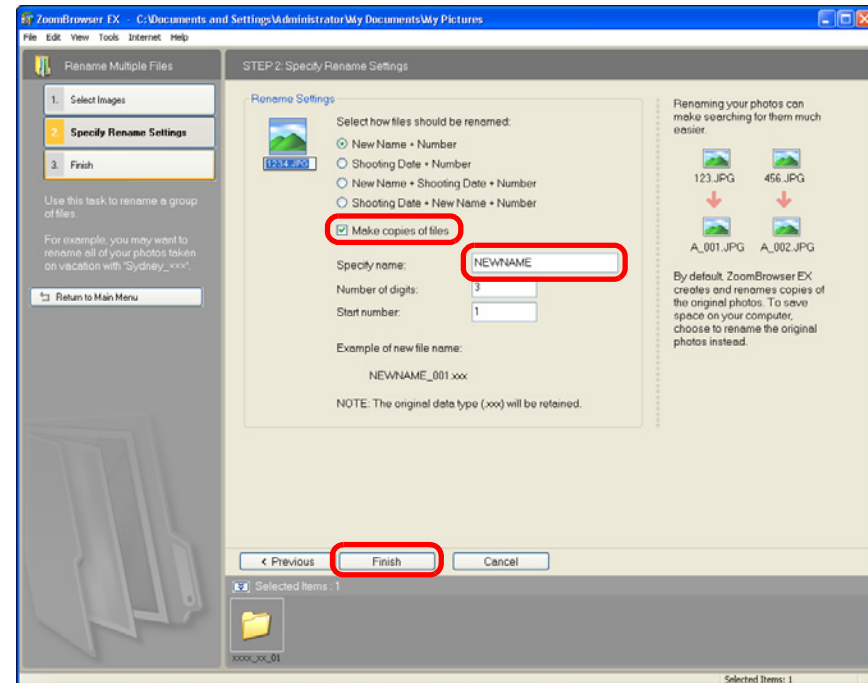 ZoomBrowser EX - C:\Documents and Settings\Administrator\My Documents\My Pictures
File Edit View Tools Internet Help
Rename Multiple Files
1. Select Images
2. Specify Rename Settings
3. Finish
Use this task to rename a group
of files.
For example, you may want to
rename all of your photos taken
on vacation with "Sydney_×××".
Return to Main Menu
STEP 2: Specify Rename Settings
Rename Settings
1234.JPG
Select how files should be renamed:
New Name + Number
Shooting Date + Number
New Name + Shooting Date + Number
Shooting Date + New Name + Number
Make copies of files
Specify name: NEWNAME
Number of digits: 3
Start number: 1
Example of new file name:
NEWNAME_001.xxx
NOTE: The original data type (.xxx) will be retained.
Renaming your photos can
make searching for them much
easier.
123.JPG 456.JPG
A_001.JPG A_002.JPG
By default, ZoomBrowser EX
creates and renames copies of
the original photos. To save
space on your computer,
choose to rename the original
photos instead.
< Previous Finish Cancel
Selected Items : 1
xxxx_xx_01
Selected Items: 1